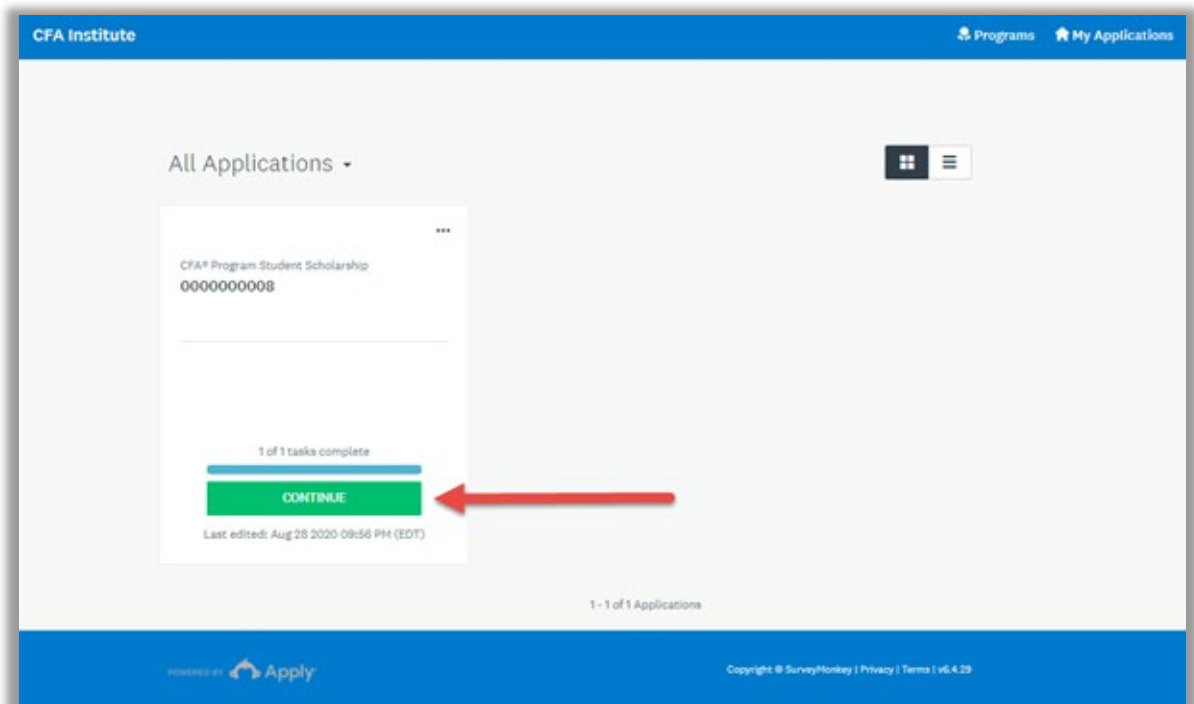 CFA Institute
Programs
My Applications
All Applications
CFA® Program Student Scholarship
0000000008
1 of 1 tasks complete
CONTINUE
Last edited: Aug 28 2020 09:56 PM (EDT)
1 - 1 of 1 Applications
POWERED BY Apply
Copyright © SurveyMonkey | Privacy | Terms | v6.4.29